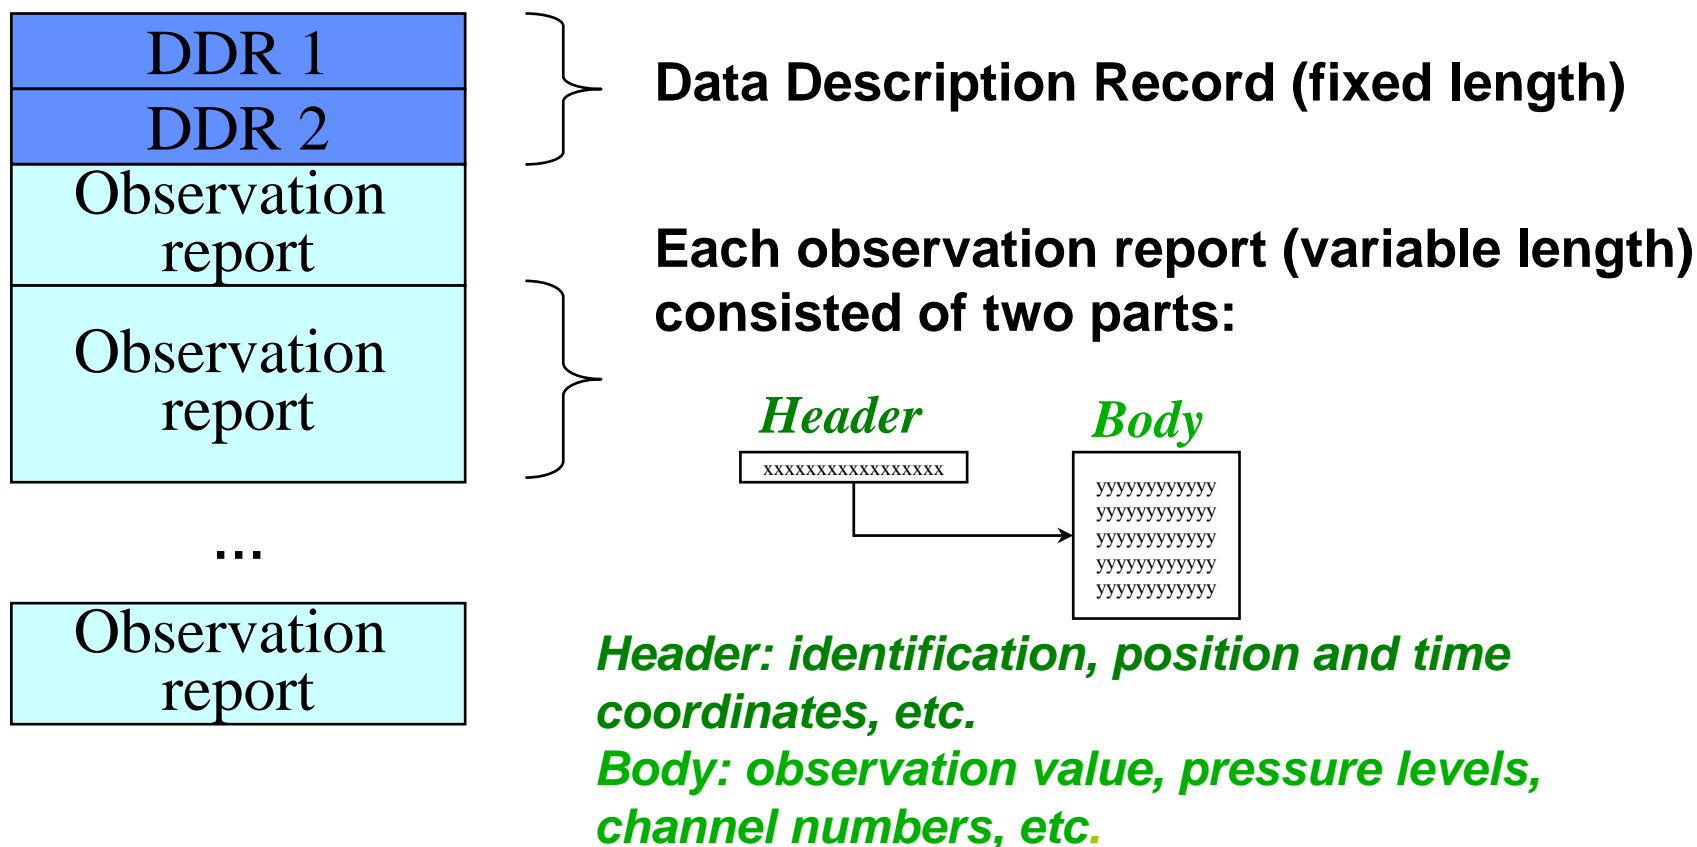 DDR 1
DDR 2
Observation
report
Observation
report
...
Observation
report
Data Description Record (fixed length)
Each observation report (variable length)
consisted of two parts:
Header
xxxxxxxxxxxxxxxxx
Body
yyyyyyyyyyyy
yyyyyyyyyyyy
yyyyyyyyyyyy
yyyyyyyyyyyy
yyyyyyyyyyyy
Header: identification, position and time
coordinates, etc.
Body: observation value, pressure levels,
channel numbers, etc.